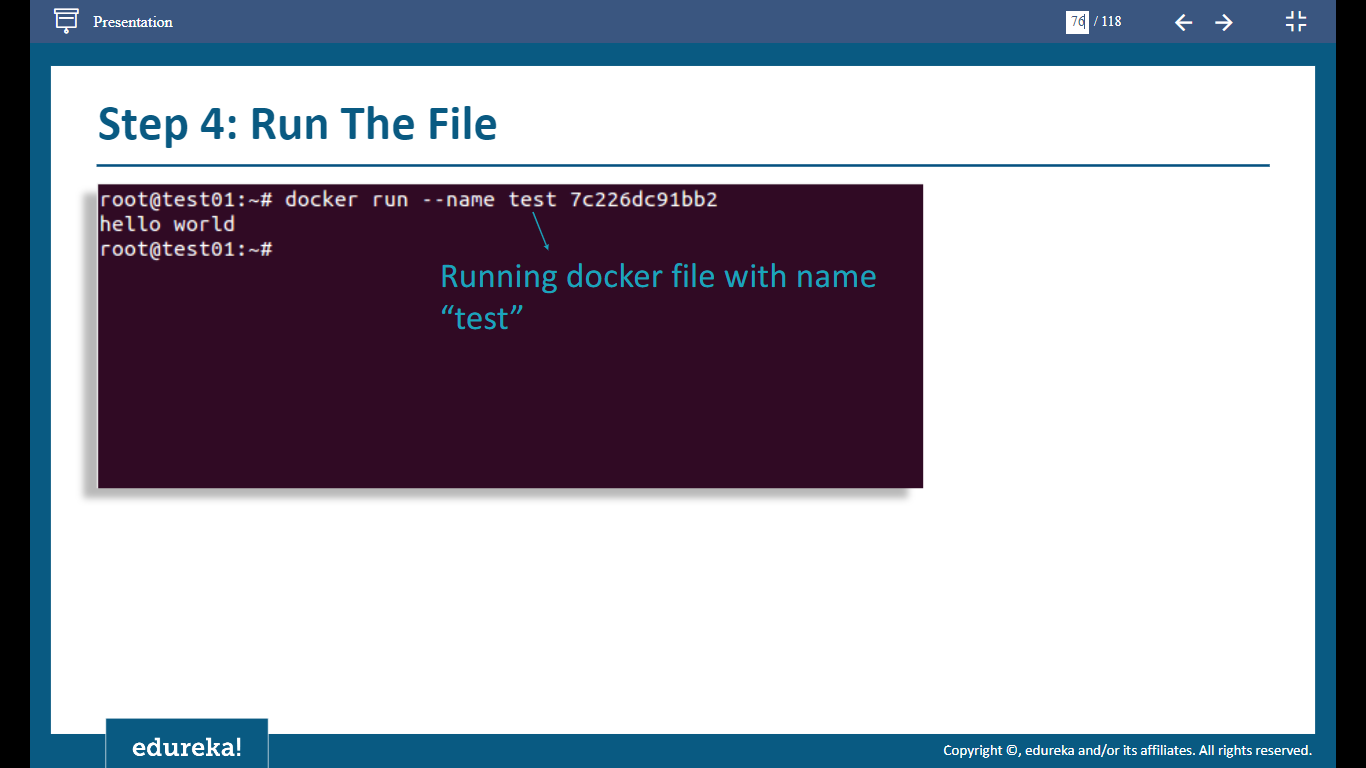 Presentation
76 / 118
Step 4: Run The File
root@test01:~# docker run --name test 7c226dc91bb2
hello world
root@test01:~#
Running docker file with name
“test”
edureka!
Copyright ©, edureka and/or its affiliates. All rights reserved.